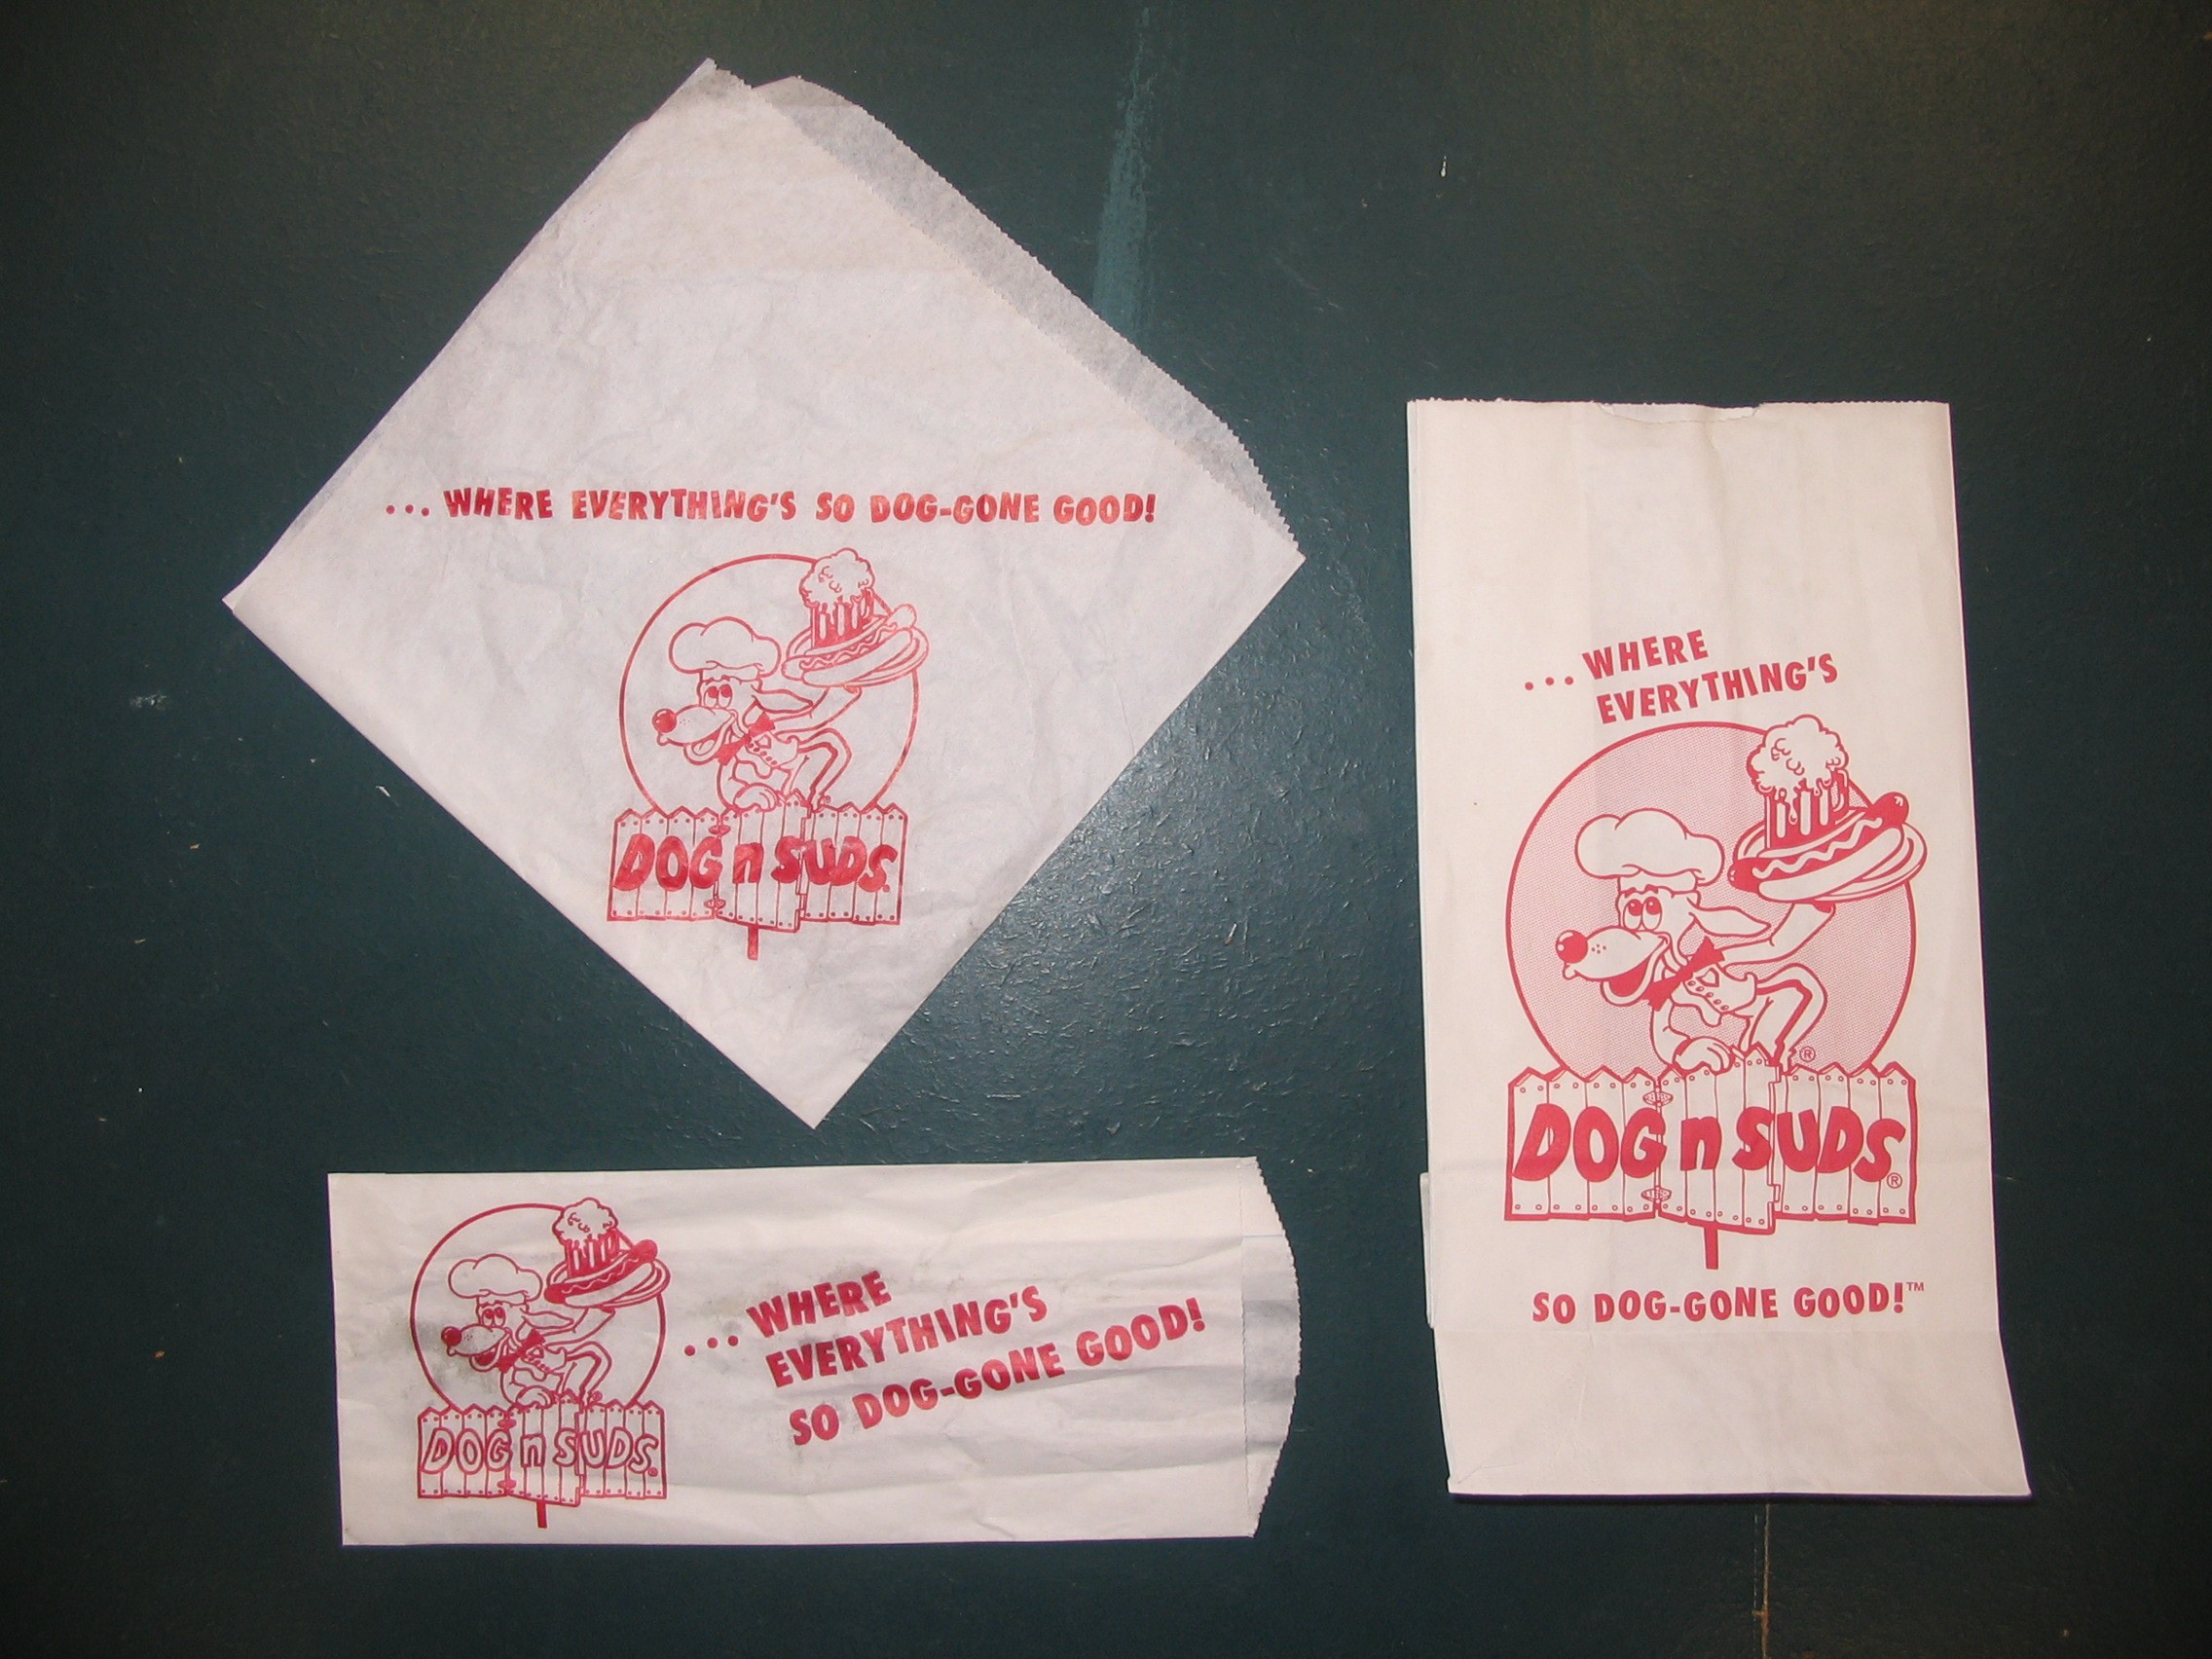 ... WHERE EVERYTHING'S SO DOG-GONE GOOD!
DOG n SUDS
... WHERE
EVERYTHING'S
®
DOG n SUDS®
SO DOG-GONE GOOD!™
... WHERE
EVERYTHING'S
SO DOG-GONE GOOD!
DOG n SUDS